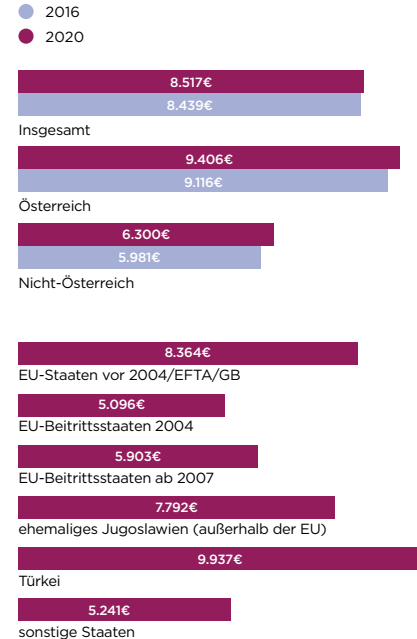 2016
2020
8.517€
8.439€
Insgesamt
9.406€
9.116€
Österreich
6.300€
5.981€
Nicht-Österreich
8.364€
EU-Staaten vor 2004/EFTA/GB
5.096€
EU-Beitrittsstaaten 2004
5.903€
EU-Beitrittsstaaten ab 2007
7.792€
ehemaliges Jugoslawien (außerhalb der EU)
9.937€
Türkei
5.241€
sonstige Staaten